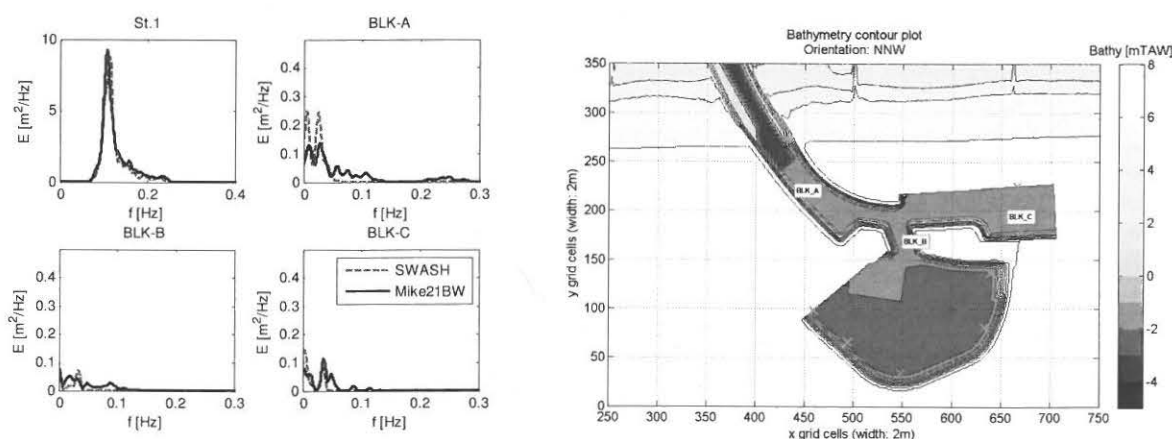 St.1
10
5
0
E [m²/Hz]
0 0.2 0.4
f [Hz]
BLK-A
0.4
0.3
0.2
0.1
0
E [m²/Hz]
0 0.1 0.2 0.3
f [Hz]
BLK-B
0.4
0.3
0.2
0.1
0
E [m²/Hz]
0 0.1 0.2 0.3
f [Hz]
BLK-C
0.4
0.3
0.2
0.1
0
E [m²/Hz]
SWASH
Mike21BW
0 0.1 0.2 0.3
f [Hz]
Bathymetry contour plot
Orientation: NNW
Bathy [mTAW]
350
300
250
200
150
100
50
0
y grid cells (width: 2m)
BLK_A
BLK_B
BLK_C
250 300 350 400 450 500 550 600 650 700 750
x grid cells (width: 2m)
8
6
4
2
0
-2
-4